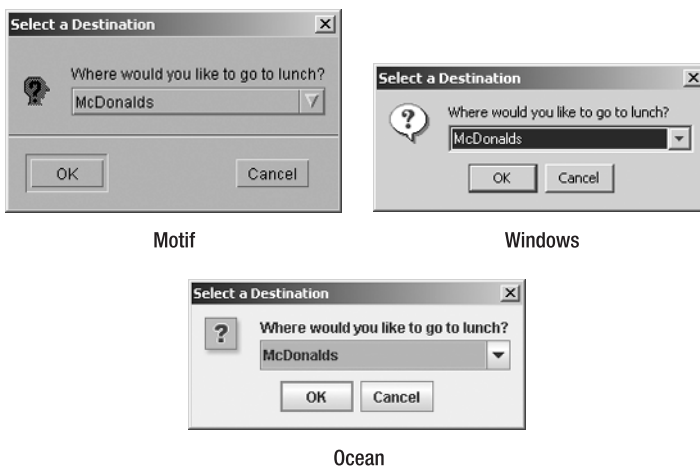 Select a Destination
Where would you like to go to lunch?
McDonalds
OK Cancel
Motif
Select a Destination
?
Where would you like to go to lunch?
McDonalds
OK Cancel
Windows
Select a Destination
?
Where would you like to go to lunch?
McDonalds
OK Cancel
Ocean